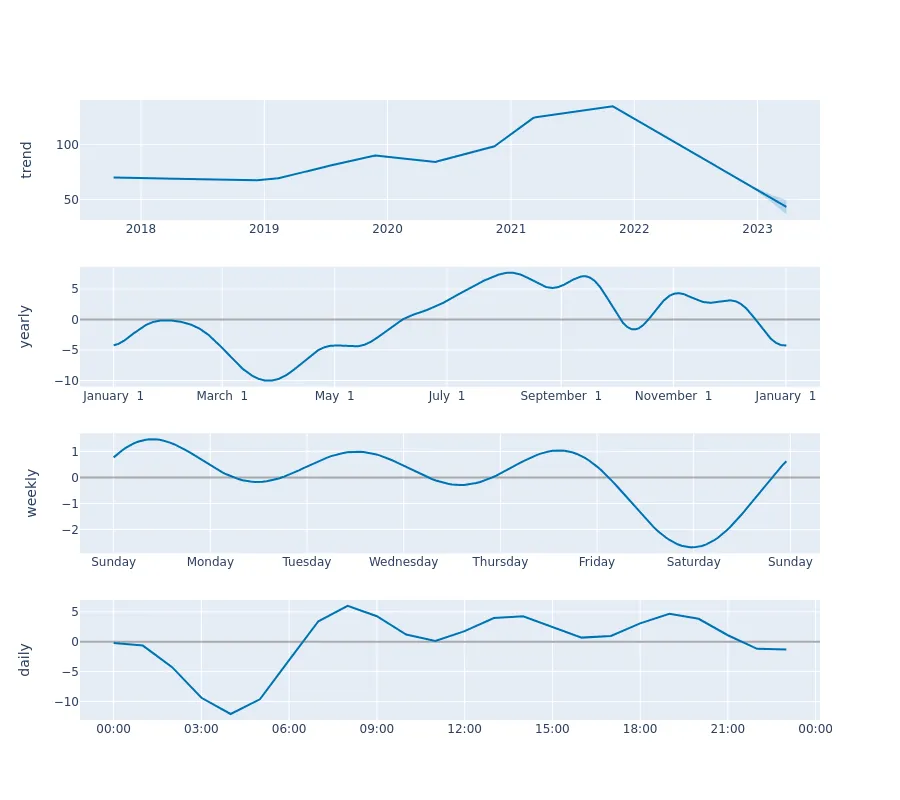 trend
100
50
2018 2019 2020 2021 2022 2023
yearly
5
0
−5
−10
January 1 March 1 May 1 July 1 September 1 November 1 January 1
weekly
1
0
−1
−2
Sunday Monday Tuesday Wednesday Thursday Friday Saturday Sunday
daily
5
0
−5
−10
00:00 03:00 06:00 09:00 12:00 15:00 18:00 21:00 00:00